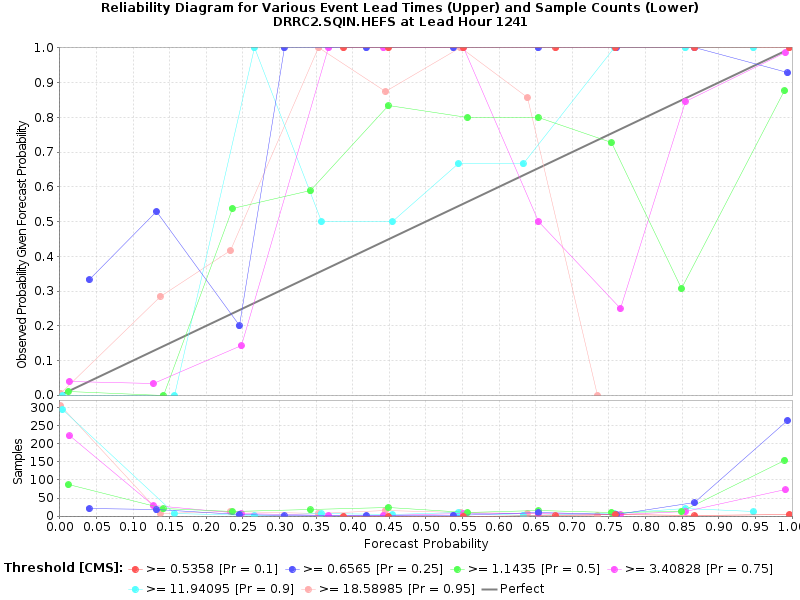 Reliability Diagram for Various Event Lead Times (Upper) and Sample Counts (Lower)
DRRC2.SQIN.HEFS at Lead Hour 1241
Observed Probability Given Forecast Probability
1.0
0.9
0.8
0.7
0.6
0.5
0.4
0.3
0.2
0.1
0.0
Samples
300
250
200
150
100
50
0
0.00 0.05 0.10 0.15 0.20 0.25 0.30 0.35 0.40 0.45 0.50 0.55 0.60 0.65 0.70 0.75 0.80 0.85 0.90 0.95 1.0
Forecast Probability
Threshold [CMS]: >= 0.5358 [Pr = 0.1] >= 0.6565 [Pr = 0.25] >= 1.1435 [Pr = 0.5] >= 3.40828 [Pr = 0.75]
>= 11.94095 [Pr = 0.9] >= 18.58985 [Pr = 0.95] Perfect